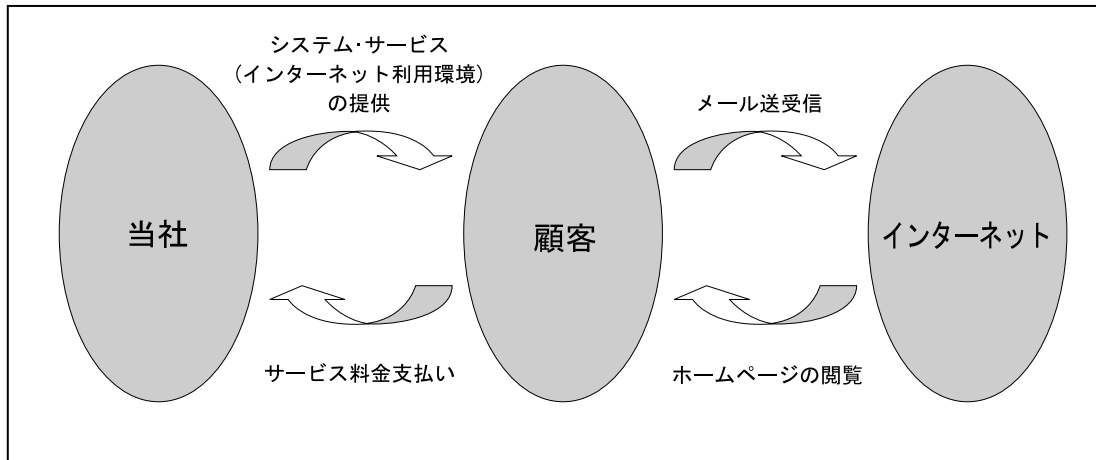 システム・サービス
（インターネット利用環境）
の提供
メール送受信
当社
顧客
インターネット
サービス料金支払い
ホームページの閲覧